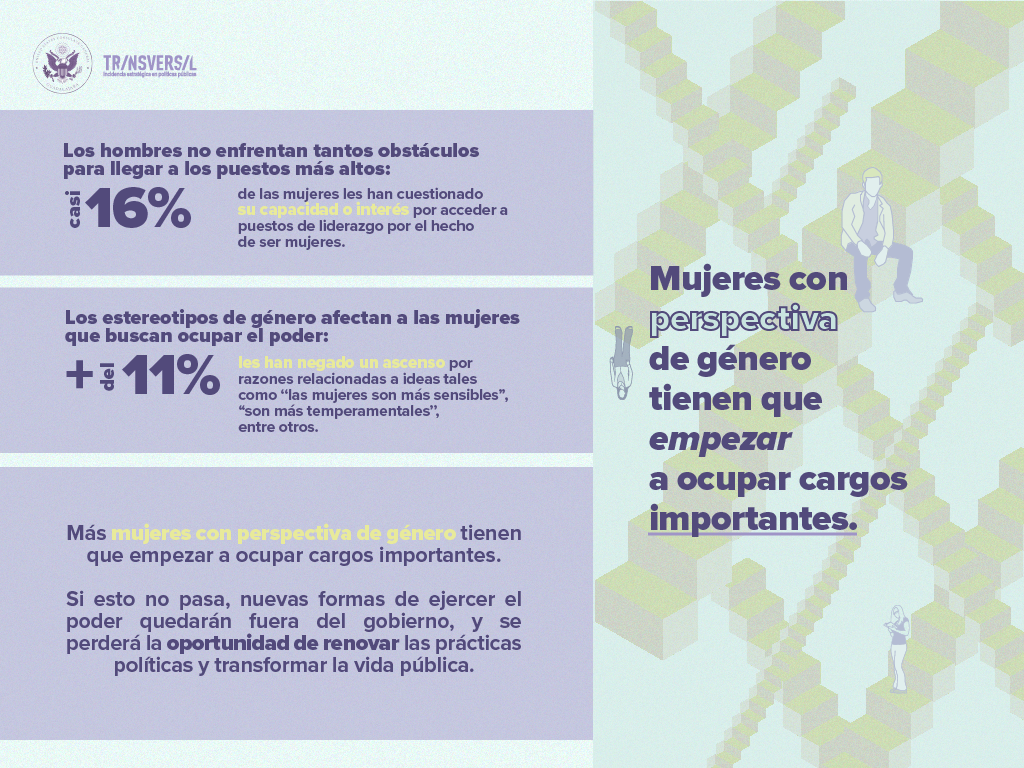 TR/NSVERS/L
Incidencia estratégica en políticas públicas
Los hombres no enfrentan tantos obstáculos
para llegar a los puestos más altos:
casi 16%
de las mujeres les han cuestionado
su capacidad o interés por acceder a
puestos de liderazgo por el hecho
de ser mujeres.
Los estereotipos de género afectan a las mujeres
que buscan ocupar el poder:
+ del 11%
les han negado un ascenso por
razones relacionadas a ideas tales
como “las mujeres son más sensibles”,
“son más temperamentales”,
entre otros.
Más mujeres con perspectiva de género tienen
que empezar a ocupar cargos importantes.
Si esto no pasa, nuevas formas de ejercer el
poder quedarán fuera del gobierno, y se
perderá la oportunidad de renovar las prácticas
políticas y transformar la vida pública.
Mujeres con
perspectiva
de género
tienen que
empezar
a ocupar cargos
importantes.